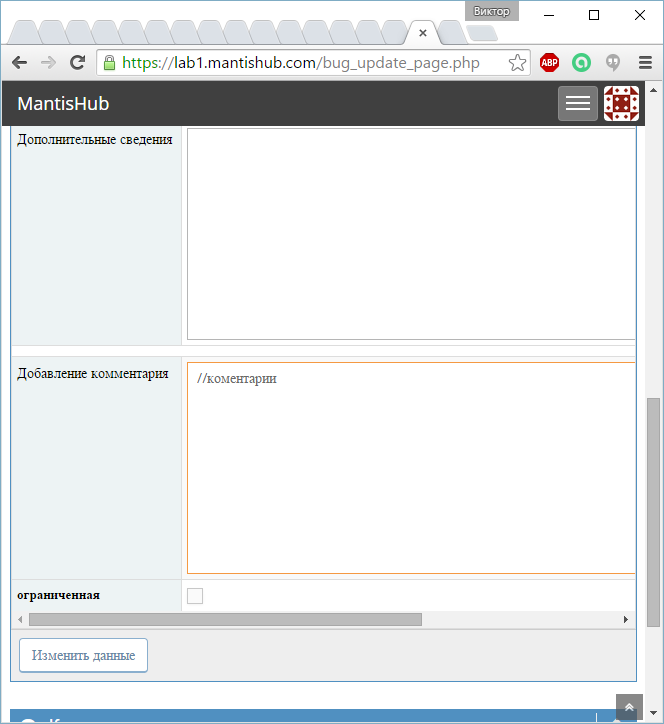 Виктор
https://lab1.mantishub.com/bug_update_page.php
ABP
MantisHub
Дополнительные сведения
Добавление комментария
//коментарии
ограниченная
Изменить данные